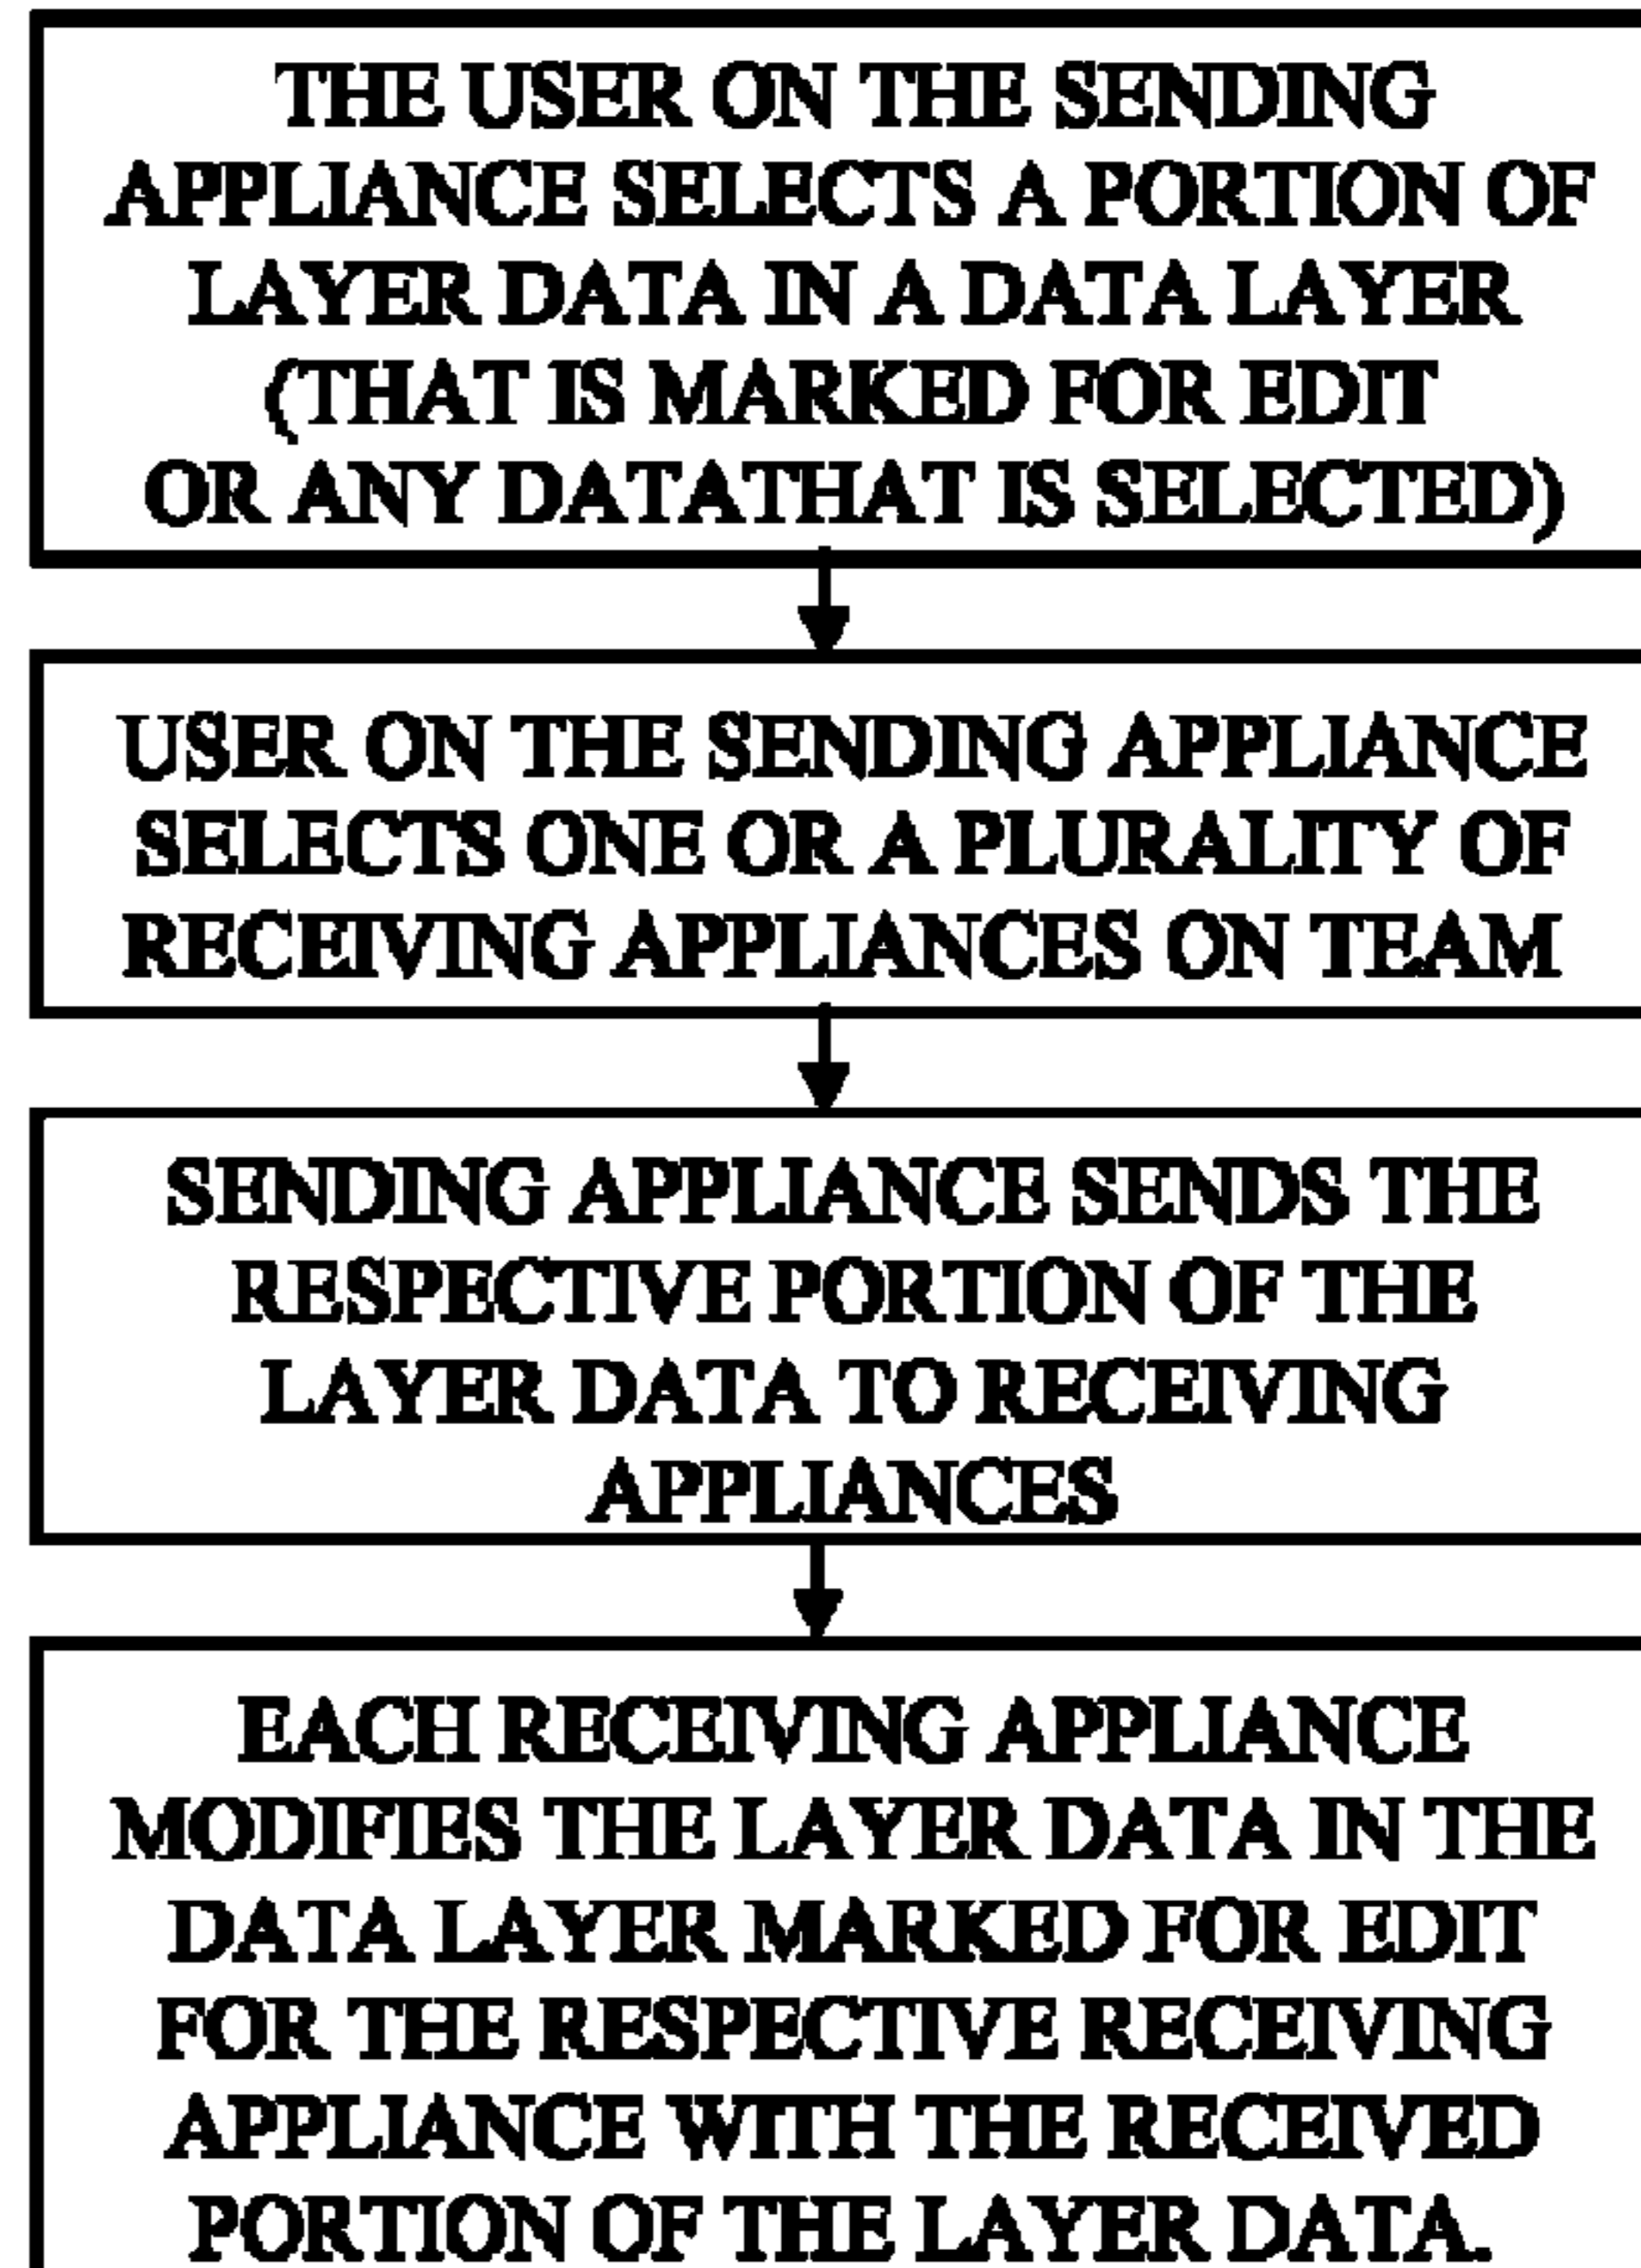 THE USER ON THE SENDING
APPLIANCE SELECTS A PORTION OF
LAYER DATA IN A DATA LAYER
(THAT IS MARKED FOR EDIT
OR ANY DATATHAT IS SELECTED)
USER ON THE SENDING APPLIANCE
SELECTS ONE OR A PLURALITY OF
RECEIVING APPLIANCES ON TEAM
SENDING APPLIANCE SENDS THE
RESPECTIVE PORTION OF THE
LAYER DATA TO RECEIVING
APPLIANCES
EACH RECEIVING APPLIANCE
MODIFIES THE LAYER DATA IN THE
DATA LAYER MARKED FOR EDIT
FOR THE RESPECTIVE RECEIVING
APPLIANCE WITH THE RECEIVED
PORTION OF THE LAYER DATA.